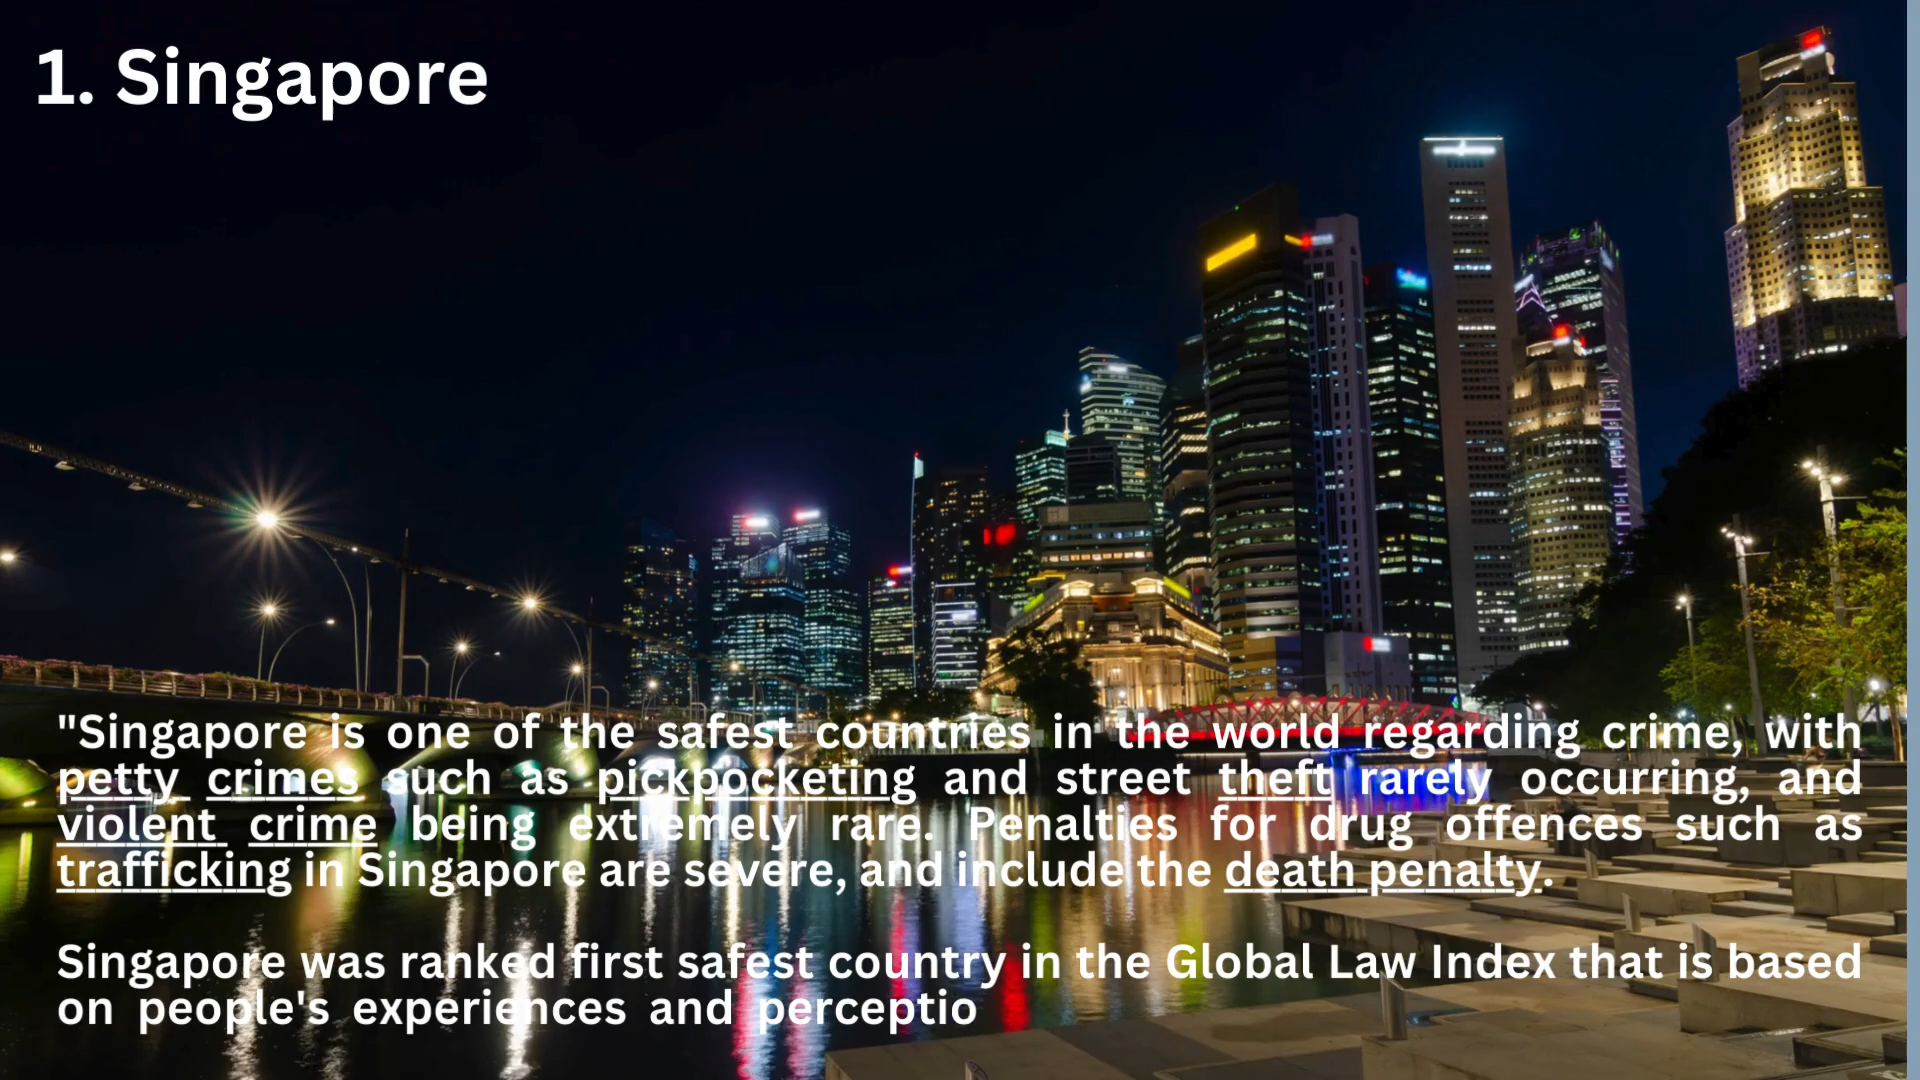 1. Singapore
"Singapore is one of the safest countries in the world regarding crime, with
petty crimes such as pickpocketing and street theft rarely occurring, and
violent crime being extremely rare. Penalties for drug offences such as
trafficking in Singapore are severe, and include the death penalty.
Singapore was ranked first safest country in the Global Law Index that is based
on people's experiences and perceptio